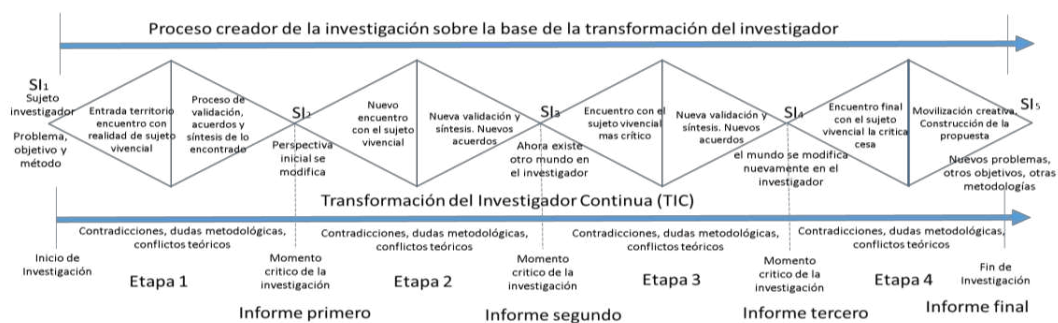 Proceso creador de la investigación sobre la base de la transformación del investigador
SI₁
Sujeto
investigador
Problema,
objetivo y
método
Entrada territorio
encuentro con
realidad de sujeto
vivencial
Proceso de
validación,
acuerdos y
síntesis de lo
encontrado
SI₂
Perspectiva
inicial se
modifica
Nuevo
encuentro
con el sujeto
vivencial
Nueva validación y
síntesis. Nuevos
acuerdos
SI₃
Ahora existe
otro mundo en
el investigador
Encuentro con el
sujeto vivencial
mas crítico
Nueva validación y
síntesis. Nuevos
acuerdos
SI₄
el mundo se modifica
nuevamente en el
investigador
Encuentro final
con el sujeto
vivencial la critica
cesa
Movilización creativa.
Construcción de la
propuesta
SI₅
Nuevos problemas,
otros objetivos, otras
metodologías
Transformación del Investigador Continua (TIC)
Contradicciones, dudas metodológicas,
conflictos teóricos
Contradicciones, dudas metodológicas,
conflictos teóricos
Contradicciones, dudas metodológicas,
conflictos teóricos
Contradicciones, dudas metodológicas,
conflictos teóricos
Inicio de
Investigación
Etapa 1
Momento
critico de la
investigación
Etapa 2
Momento
critico de la
investigación
Etapa 3
Momento
critico de la
investigación
Etapa 4
Fin de
Investigación
Informe primero
Informe segundo
Informe tercero
Informe final